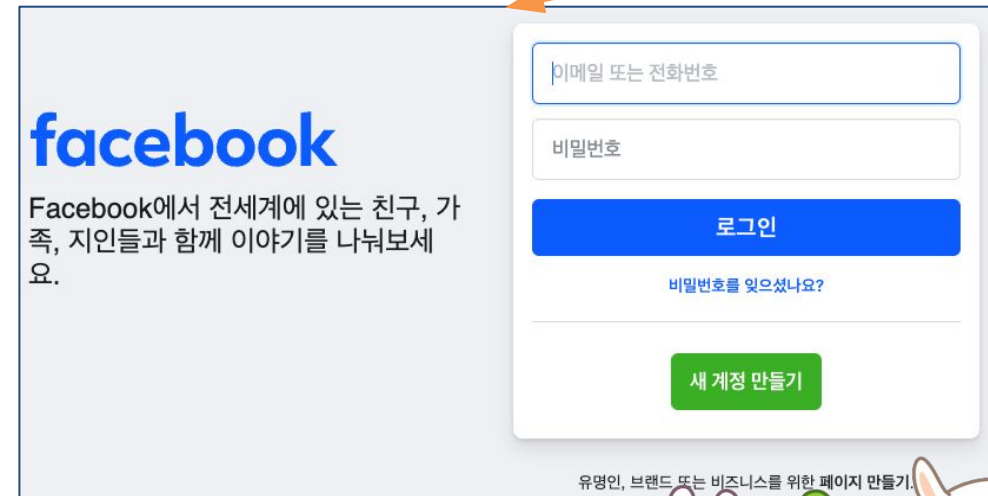 facebook
Facebook에서 전세계에 있는 친구, 가
족, 지인들과 함께 이야기를 나눠보세
요.
이메일 또는 전화번호
비밀번호
로그인
비밀번호를 잊으셨나요?
새 계정 만들기
유명인, 브랜드 또는 비즈니스를 위한 페이지 만들기.